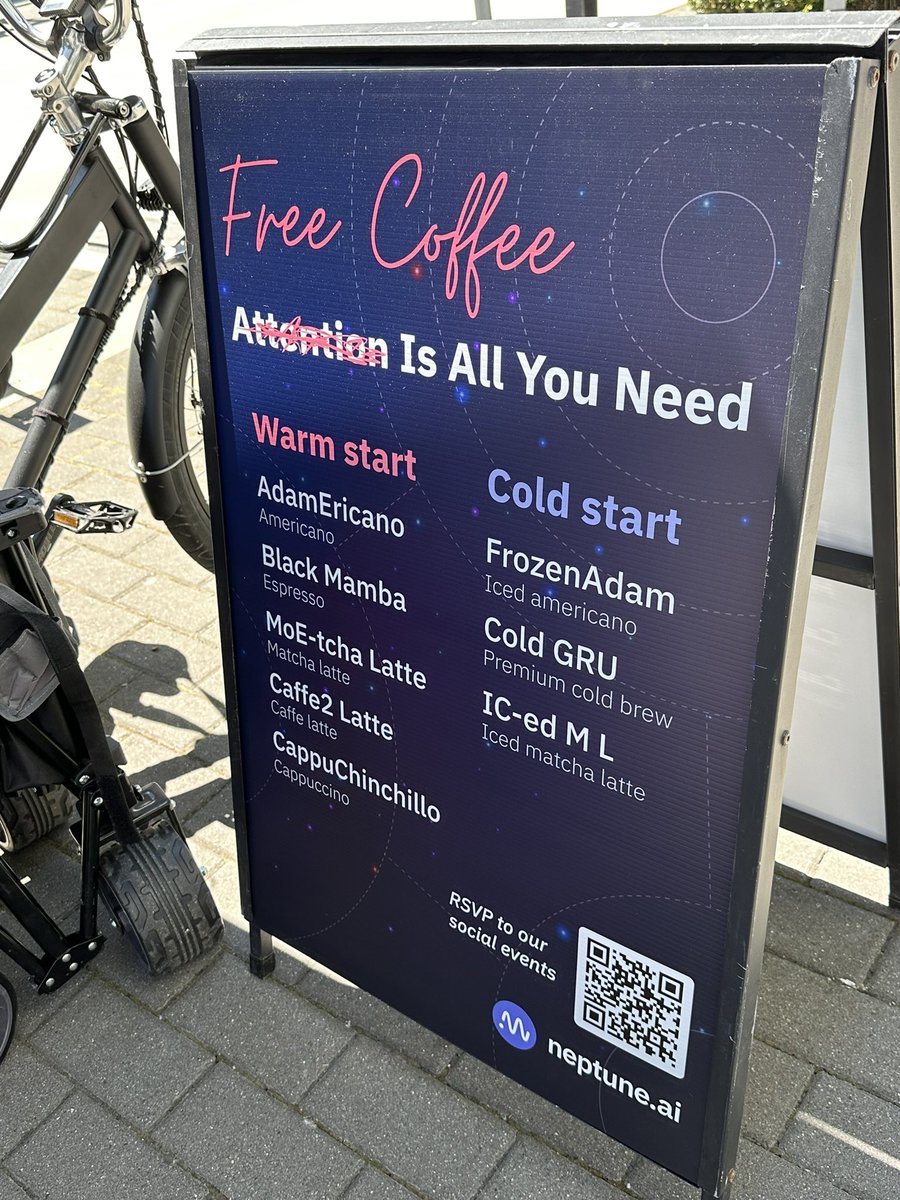 Free Coffee
Attention Is All You Need
Warm start
AdamEricano
Americano
Black Mamba
Espresso
MoE-tcha Latte
Matcha latte
Caffe2 Latte
Caffe latte
CappuChinchillo
Cappuccino
Cold start
FrozenAdam
Iced americano
Cold GRU
Premium cold brew
IC-ed M L
Iced matcha latte
RSVP to our
social events
neptune.ai